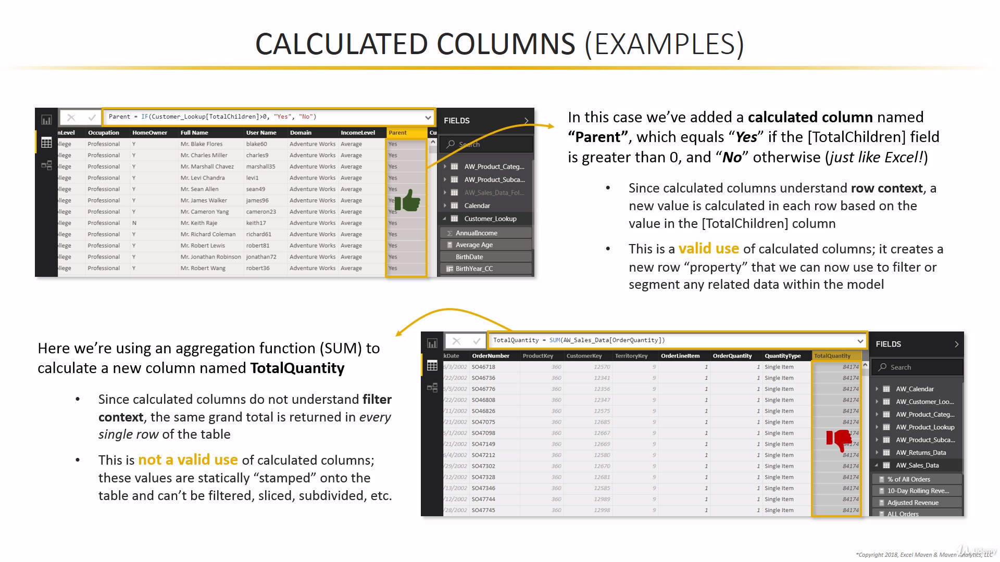 CALCULATED COLUMNS (EXAMPLES)
Parent = IF(Customer_Lookup[TotalChildren]>0, "Yes", "No")
nLevel Occupation HomeOwner Full Name User Name Domain IncomeLevel Parent Cu
llege Professional Y Mr. Blake Flores blake60 Adventure Works Average Yes
llege Professional Y Mr. Charles Miller charles9 Adventure Works Average Yes
llege Professional Y Mr. Marshall Chavez marshall35 Adventure Works Average Yes
llege Professional Y Mr. Levi Chandra levi1 Adventure Works Average Yes
llege Professional Y Mr. Sean Allen sean49 Adventure Works Average Yes
llege Professional Y Mr. James Walker james96 Adventure Works Average Ye
llege Professional Y Mr. Cameron Yang cameron23 Adventure Works Average Yes
llege Professional N Mr. Keith Raje keith17 Adventure Works Average Yes
llege Professional Y Mr. Richard Coleman richard61 Adventure Works Average Yes
llege Professional Y Mr. Robert Lewis robert81 Adventure Works Average Yes
llege Professional Y Mr. Jonathan Robinson jonathan72 Adventure Works Average Yes
llege Professional Y Mr. Robert Wang robert36 Adventure Works Average Yes
FIELDS
Search
AW_Product_Categ...
AW_Product_Subca...
AW_Sales_Data_Fol...
Calendar
Customer_Lookup
AnnualIncome
Average Age
BirthDate
BirthYear_CC
In this case we’ve added a calculated column named
“Parent”, which equals “Yes” if the [TotalChildren] field
is greater than 0, and “No” otherwise (just like Excel!)
• Since calculated columns understand row context, a
new value is calculated in each row based on the
value in the [TotalChildren] column
• This is a valid use of calculated columns; it creates a
new row “property” that we can now use to filter or
segment any related data within the model
Here we’re using an aggregation function (SUM) to
calculate a new column named TotalQuantity
• Since calculated columns do not understand filter
context, the same grand total is returned in every
single row of the table
• This is not a valid use of calculated columns;
these values are statically “stamped” onto the
table and can’t be filtered, sliced, subdivided, etc.
TotalQuantity = SUM(AW_Sales_Data[OrderQuantity])
kDate OrderNumber ProductKey CustomerKey TerritoryKey OrderLineItem OrderQuantity QuantityType TotalQuantity
5/3/2002 SO46718 360 12570 9 1 1 Single Item 84174
/22/2002 SO46736 360 12341 9 1 1 Single Item 84174
5/5/2002 SO46776 360 12356 9 1 1 Single Item 84174
/22/2002 SO46808 360 12347 9 1 1 Single Item 84174
/11/2002 SO46826 360 12575 9 1 1 Single Item 84174
/21/2002 SO47075 360 12685 9 1 1 Single Item 84174
5/1/2002 SO47098 360 12667 9 1 1 Single Item 174
/21/2002 SO47149 360 12669 9 1 1 Single Item 4174
6/4/2002 SO47212 360 12580 9 1 1 Single Item 84174
/29/2002 SO47302 360 12670 9 1 1 Single Item 84174
/12/2002 SO47328 360 12681 9 1 1 Single Item 84174
/13/2002 SO47346 360 12585 9 1 1 Single Item 84174
/12/2002 SO47744 360 12989 9 1 1 Single Item 84174
/28/2002 SO47745 360 12998 9 1 1 Single Item 84174
FIELDS
Search
AW_Calendar
AW_Customer_Loo...
AW_Product_Categ...
AW_Product_Lookup
AW_Product_Subca...
AW_Returns_Data
AW_Sales_Data
% of All Orders
10-Day Rolling Reve...
Adjusted Revenue
ALL Orders
*Copyright 2018, Excel Maven & Maven Analytics, LLC
Udemy